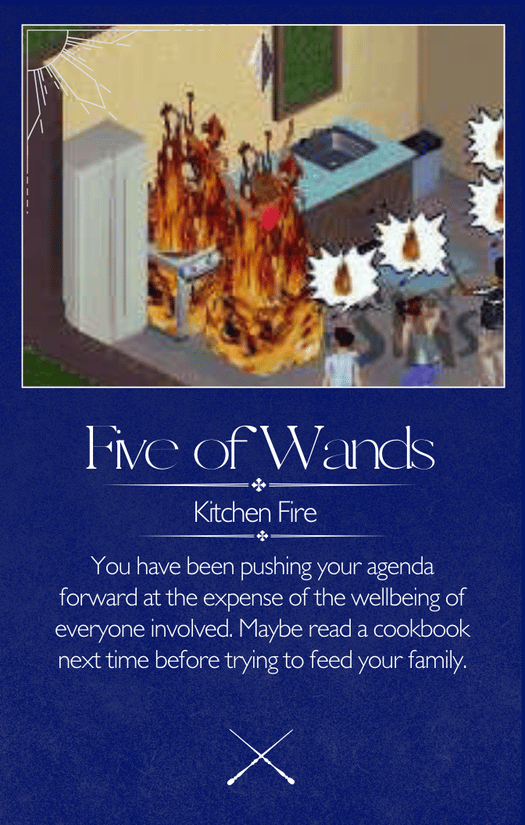 Five of Wands
Kitchen Fire
You have been pushing your agenda
forward at the expense of the wellbeing of
everyone involved. Maybe read a cookbook
next time before trying to feed your family.